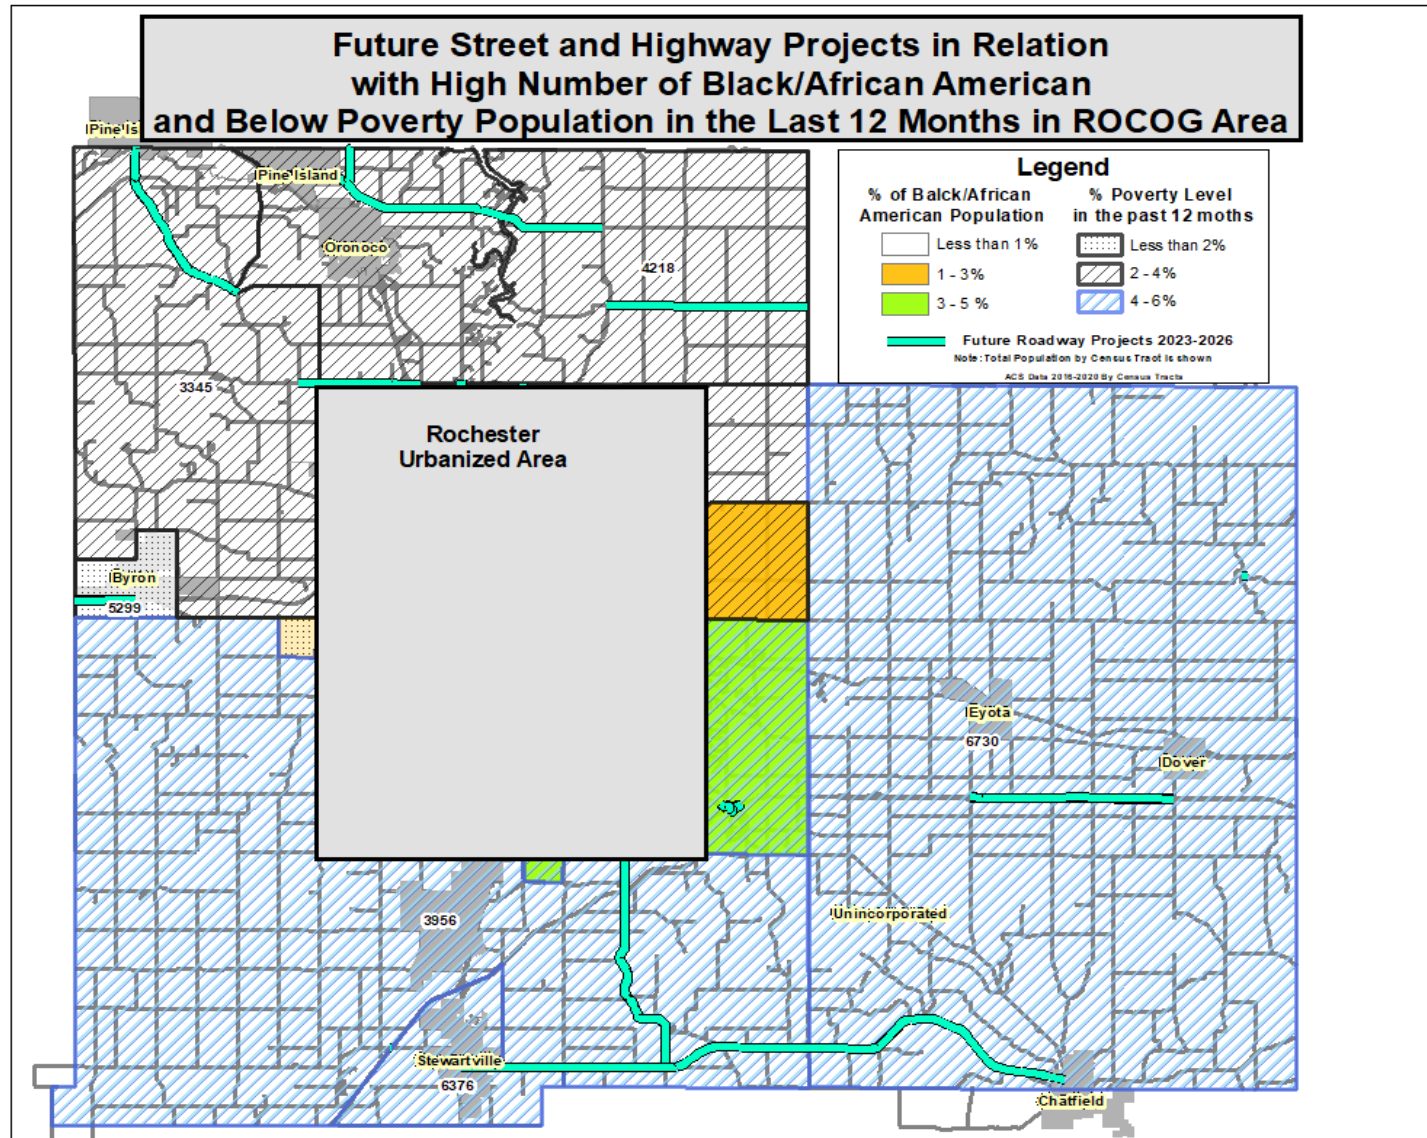 Future Street and Highway Projects in Relation
with High Number of Black/African American
and Below Poverty Population in the Last 12 Months in ROCOG Area
Pine Is
Pine Island
Oronoco
4218
3345
Legend
% of Balck/African
American Population
Less than 1%
1 - 3%
3 - 5 %
% Poverty Level
in the past 12 moths
Less than 2%
2 - 4%
4 - 6%
Future Roadway Projects 2023-2026
Note: Total Population by Census Tract is shown
ACS Data 2016-2020 By Census Tracts
Rochester
Urbanized Area
Byron
5299
Eyota
6730
Dover
Unincorporated
3956
Stewartville
6376
Chatfield